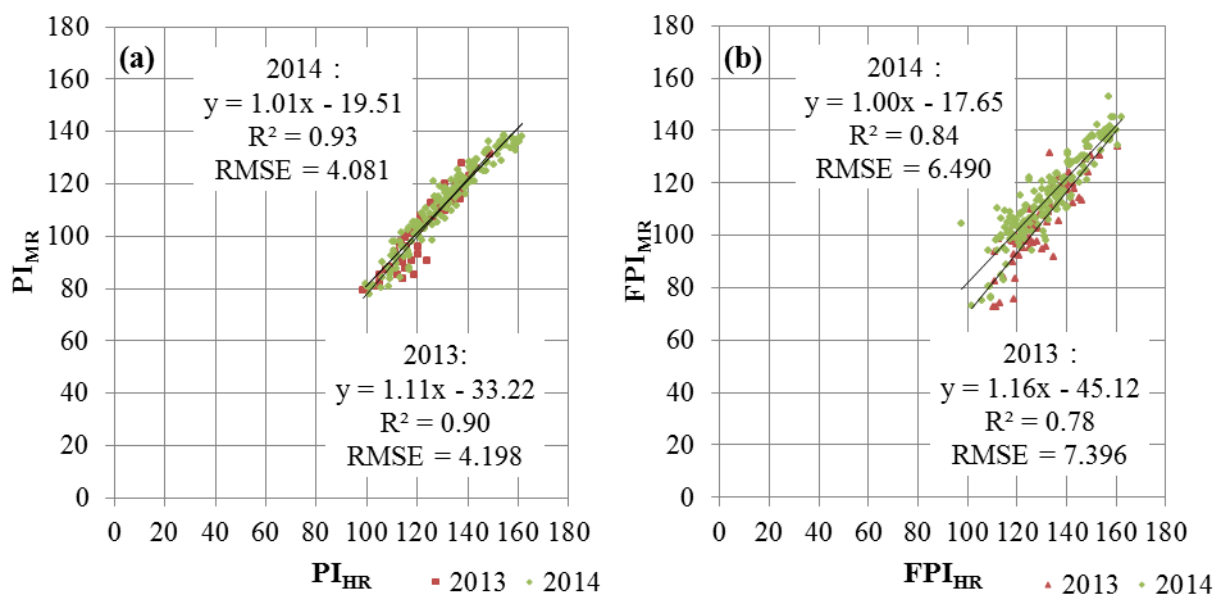 (a)
2014 :
y = 1.01x - 19.51
R² = 0.93
RMSE = 4.081
2013:
y = 1.11x - 33.22
R² = 0.90
RMSE = 4.198
180
160
140
120
100
80
60
40
20
0
0 20 40 60 80 100 120 140 160 180
PI_MR
PI_HR
2013 2014
(b)
2014 :
y = 1.00x - 17.65
R² = 0.84
RMSE = 6.490
2013 :
y = 1.16x - 45.12
R² = 0.78
RMSE = 7.396
180
160
140
120
100
80
60
40
20
0
0 20 40 60 80 100 120 140 160 180
FPI_MR
FPI_HR
2013 2014